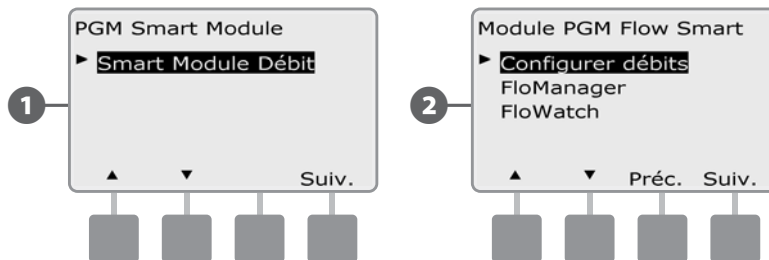 1
PGM Smart Module
► Smart Module Débit
▲ ▼ Suiv.
2
Module PGM Flow Smart
► Configurer débits
FloManager
FloWatch
▲ ▼ Préc. Suiv.